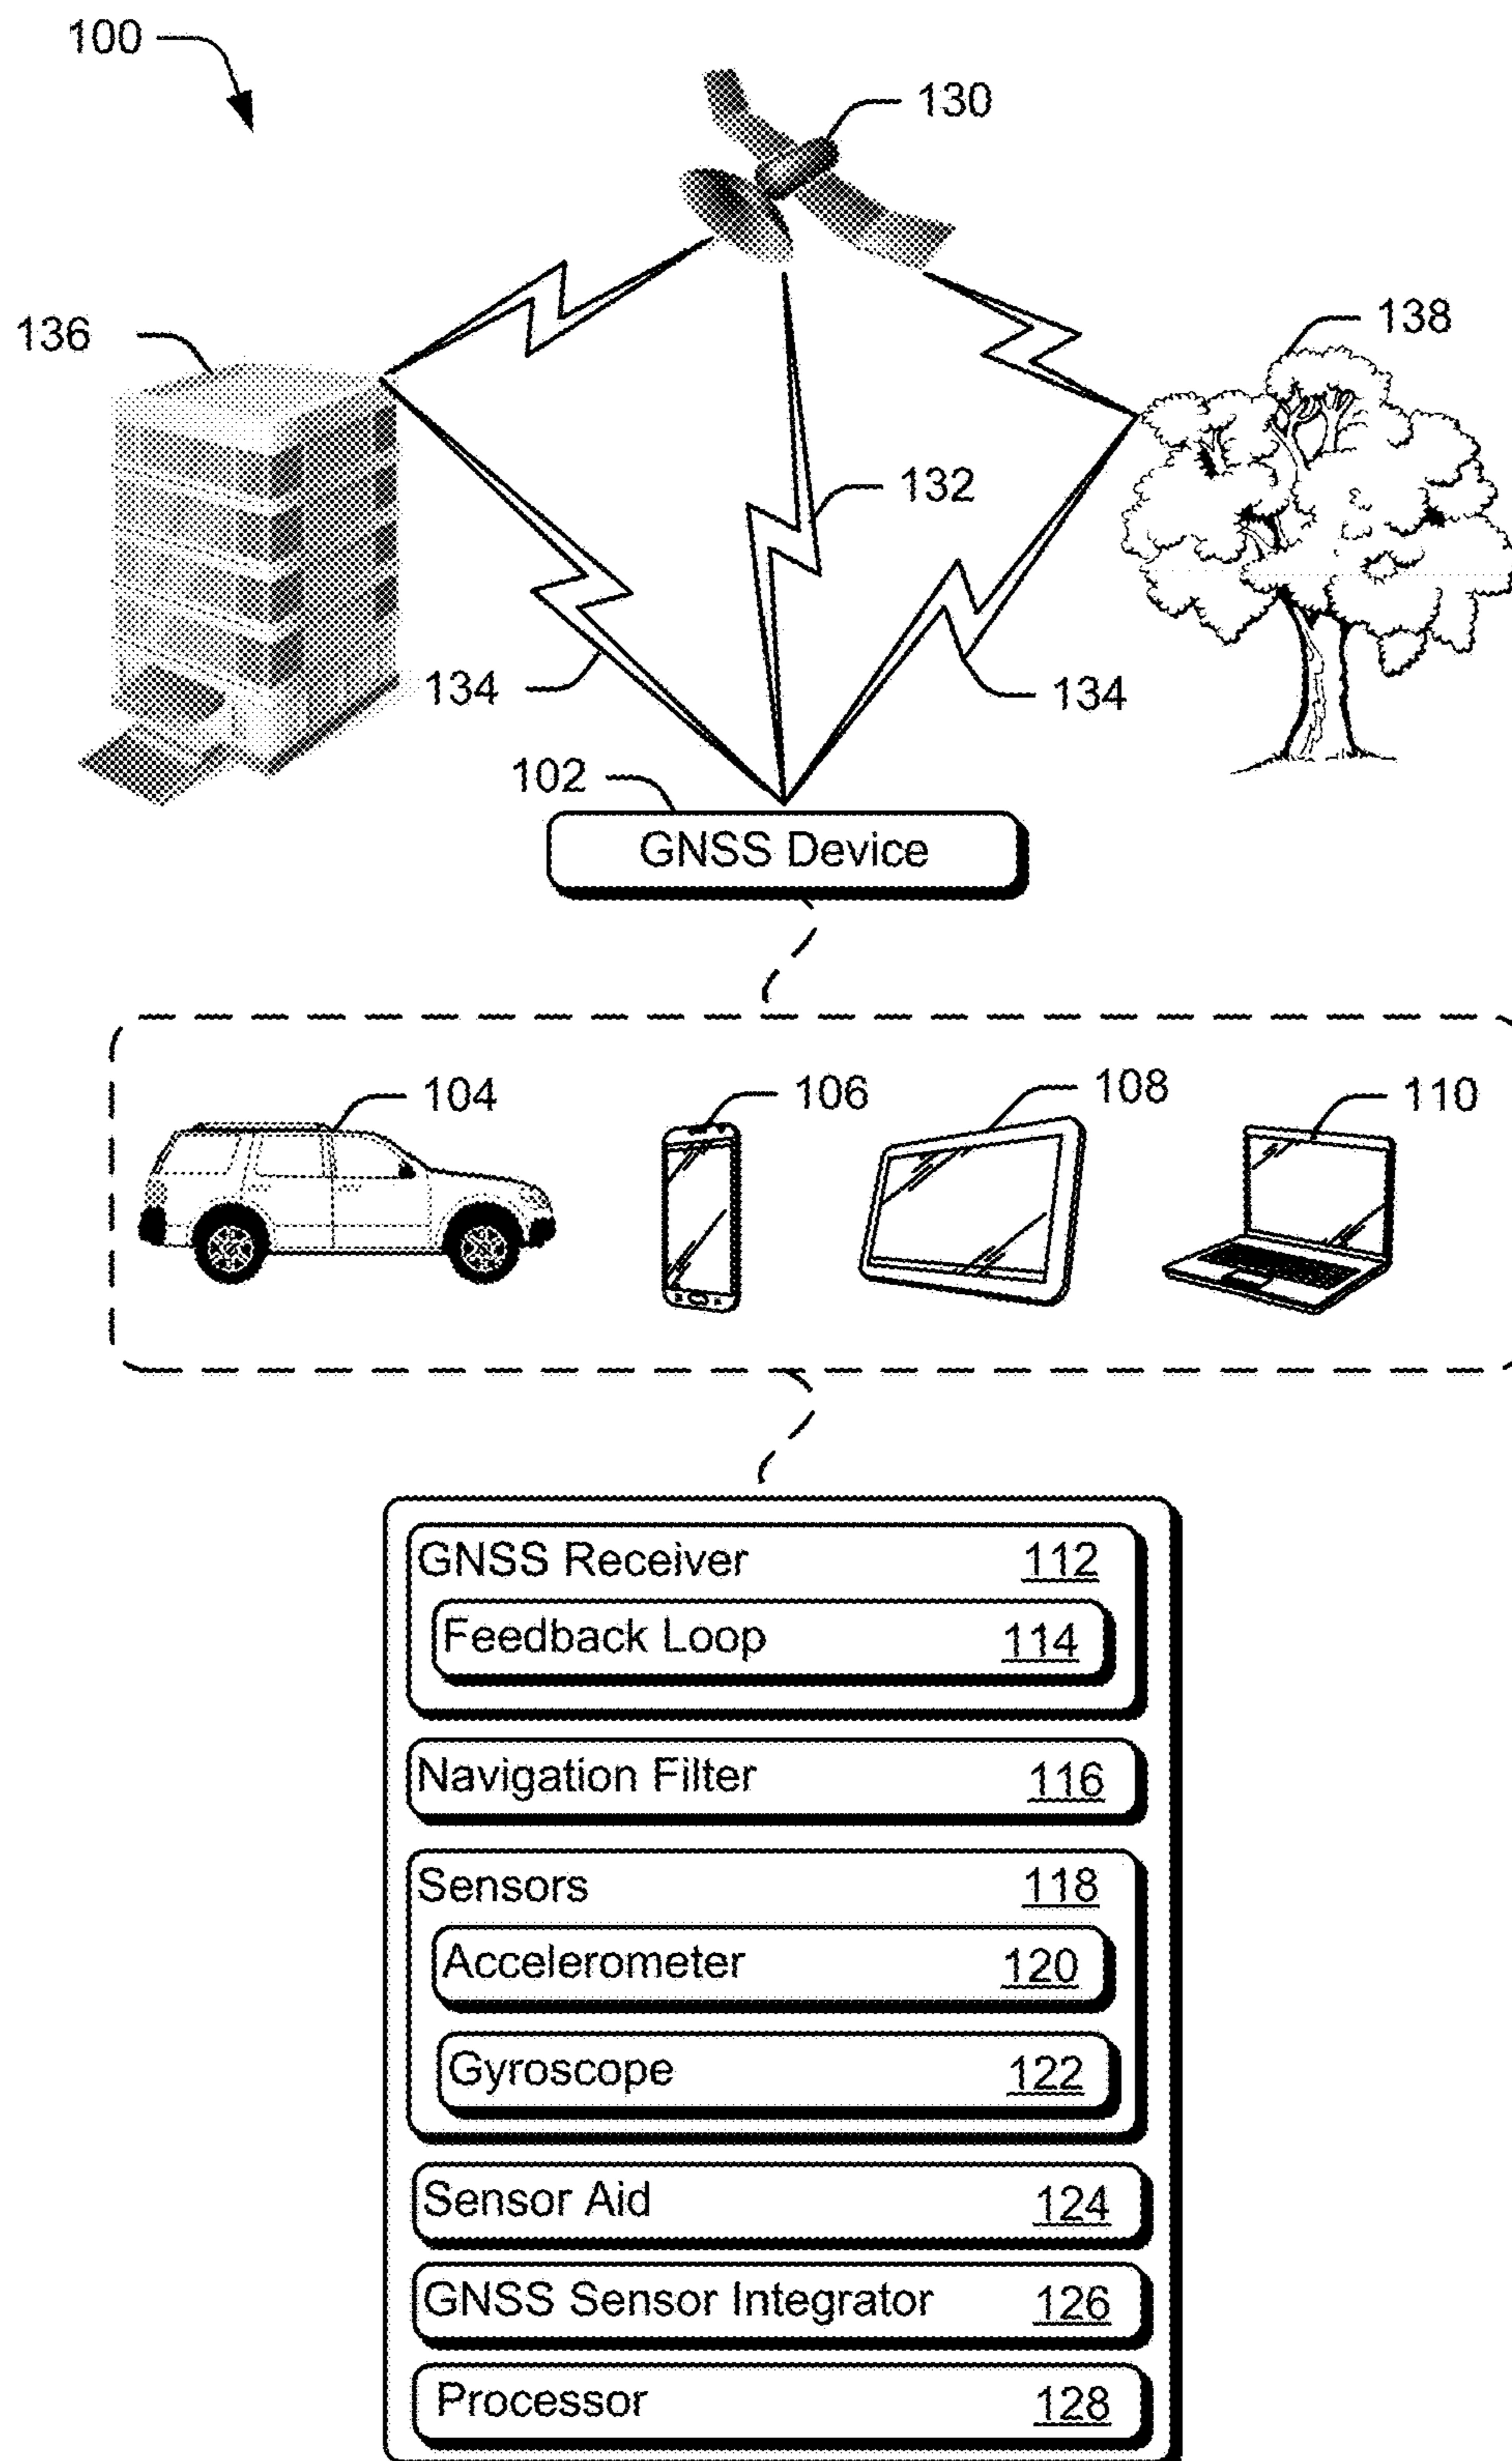 100
130
136
138
132
134
134
102
GNSS Device
104
106
108
110
GNSS Receiver 112
Feedback Loop 114
Navigation Filter 116
Sensors 118
Accelerometer 120
Gyroscope 122
Sensor Aid 124
GNSS Sensor Integrator 126
Processor 128